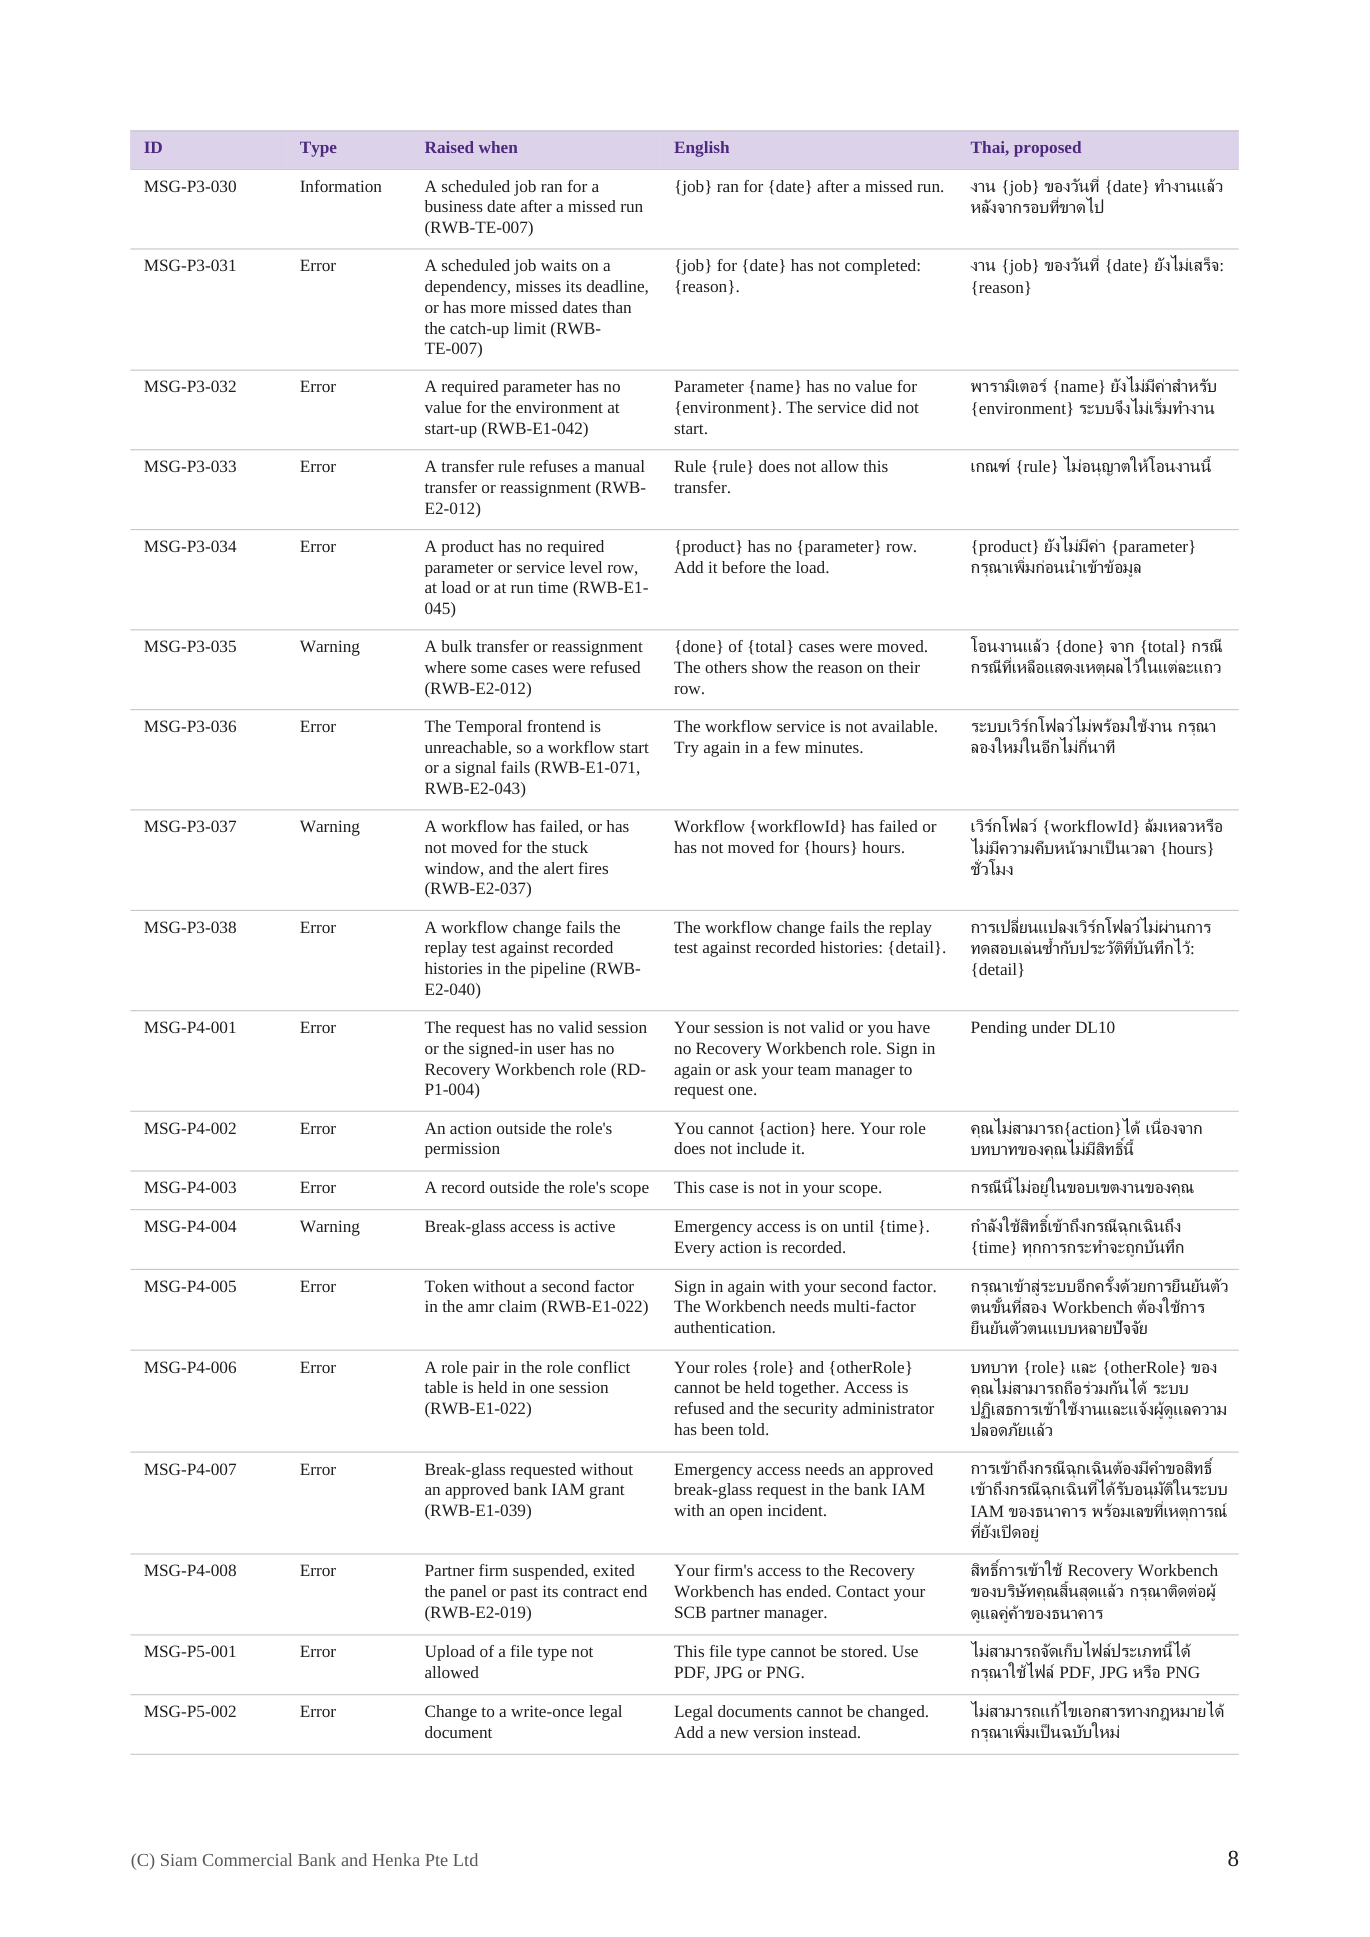 ID Type Raised when English Thai, proposed
MSG-P3-030 Information A scheduled job ran for a {job} ran for {date} after a missed run. งาน {job} ของวันที่ {date} ทำงานแล้ว
business date after a missed run หลังจากรอบที่ขาดไป
(RWB-TE-007)
MSG-P3-031 Error A scheduled job waits on a {job} for {date} has not completed: งาน {job} ของวันที่ {date} ยังไม่เสร็จ:
dependency, misses its deadline, {reason}. {reason}
or has more missed dates than
the catch-up limit (RWB-
TE-007)
MSG-P3-032 Error A required parameter has no Parameter {name} has no value for พารามิเตอร์ {name} ยังไม่มีค่าสำหรับ
value for the environment at {environment}. The service did not {environment} ระบบจึงไม่เริ่มทำงาน
start-up (RWB-E1-042) start.
MSG-P3-033 Error A transfer rule refuses a manual Rule {rule} does not allow this เกณฑ์ {rule} ไม่อนุญาตให้โอนงานนี้
transfer or reassignment (RWB- transfer.
E2-012)
MSG-P3-034 Error A product has no required {product} has no {parameter} row. {product} ยังไม่มีค่า {parameter}
parameter or service level row, Add it before the load. กรุณาเพิ่มก่อนนำเข้าข้อมูล
at load or at run time (RWB-E1-
045)
MSG-P3-035 Warning A bulk transfer or reassignment {done} of {total} cases were moved. โอนงานแล้ว {done} จาก {total} กรณี
where some cases were refused The others show the reason on their กรณีที่เหลือแสดงเหตุผลไว้ในแต่ละแถว
(RWB-E2-012) row.
MSG-P3-036 Error The Temporal frontend is The workflow service is not available. ระบบเวิร์กโฟลว์ไม่พร้อมใช้งาน กรุณา
unreachable, so a workflow start Try again in a few minutes. ลองใหม่ในอีกไม่กี่นาที
or a signal fails (RWB-E1-071,
RWB-E2-043)
MSG-P3-037 Warning A workflow has failed, or has Workflow {workflowId} has failed or เวิร์กโฟลว์ {workflowId} ล้มเหลวหรือ
not moved for the stuck has not moved for {hours} hours. ไม่มีความคืบหน้ามาเป็นเวลา {hours}
window, and the alert fires ชั่วโมง
(RWB-E2-037)
MSG-P3-038 Error A workflow change fails the The workflow change fails the replay การเปลี่ยนแปลงเวิร์กโฟลว์ไม่ผ่านการ
replay test against recorded test against recorded histories: {detail}. ทดสอบเล่นซ้ำกับประวัติที่บันทึกไว้:
histories in the pipeline (RWB- {detail}
E2-040)
MSG-P4-001 Error The request has no valid session Your session is not valid or you have Pending under DL10
or the signed-in user has no no Recovery Workbench role. Sign in
Recovery Workbench role (RD- again or ask your team manager to
P1-004) request one.
MSG-P4-002 Error An action outside the role's You cannot {action} here. Your role คุณไม่สามารถ{action}ได้ เนื่องจาก
permission does not include it. บทบาทของคุณไม่มีสิทธิ์นี้
MSG-P4-003 Error A record outside the role's scope This case is not in your scope. กรณีนี้ไม่อยู่ในขอบเขตงานของคุณ
MSG-P4-004 Warning Break-glass access is active Emergency access is on until {time}. กำลังใช้สิทธิ์เข้าถึงกรณีฉุกเฉินถึง
Every action is recorded. {time} ทุกการกระทำจะถูกบันทึก
MSG-P4-005 Error Token without a second factor Sign in again with your second factor. กรุณาเข้าสู่ระบบอีกครั้งด้วยการยืนยันตัว
in the amr claim (RWB-E1-022) The Workbench needs multi-factor ตนขั้นที่สอง Workbench ต้องใช้การ
authentication. ยืนยันตัวตนแบบหลายปัจจัย
MSG-P4-006 Error A role pair in the role conflict Your roles {role} and {otherRole} บทบาท {role} และ {otherRole} ของ
table is held in one session cannot be held together. Access is คุณไม่สามารถถือร่วมกันได้ ระบบ
(RWB-E1-022) refused and the security administrator ปฏิเสธการเข้าใช้งานและแจ้งผู้ดูแลความ
has been told. ปลอดภัยแล้ว
MSG-P4-007 Error Break-glass requested without Emergency access needs an approved การเข้าถึงกรณีฉุกเฉินต้องมีคำขอสิทธิ์
an approved bank IAM grant break-glass request in the bank IAM เข้าถึงกรณีฉุกเฉินที่ได้รับอนุมัติในระบบ
(RWB-E1-039) with an open incident. IAM ของธนาคาร พร้อมเลขที่เหตุการณ์
ที่ยังเปิดอยู่
MSG-P4-008 Error Partner firm suspended, exited Your firm's access to the Recovery สิทธิ์การเข้าใช้ Recovery Workbench
the panel or past its contract end Workbench has ended. Contact your ของบริษัทคุณสิ้นสุดแล้ว กรุณาติดต่อผู้
(RWB-E2-019) SCB partner manager. ดูแลคู่ค้าของธนาคาร
MSG-P5-001 Error Upload of a file type not This file type cannot be stored. Use ไม่สามารถจัดเก็บไฟล์ประเภทนี้ได้
allowed PDF, JPG or PNG. กรุณาใช้ไฟล์ PDF, JPG หรือ PNG
MSG-P5-002 Error Change to a write-once legal Legal documents cannot be changed. ไม่สามารถแก้ไขเอกสารทางกฎหมายได้
document Add a new version instead. กรุณาเพิ่มเป็นฉบับใหม่
(C) Siam Commercial Bank and Henka Pte Ltd 8